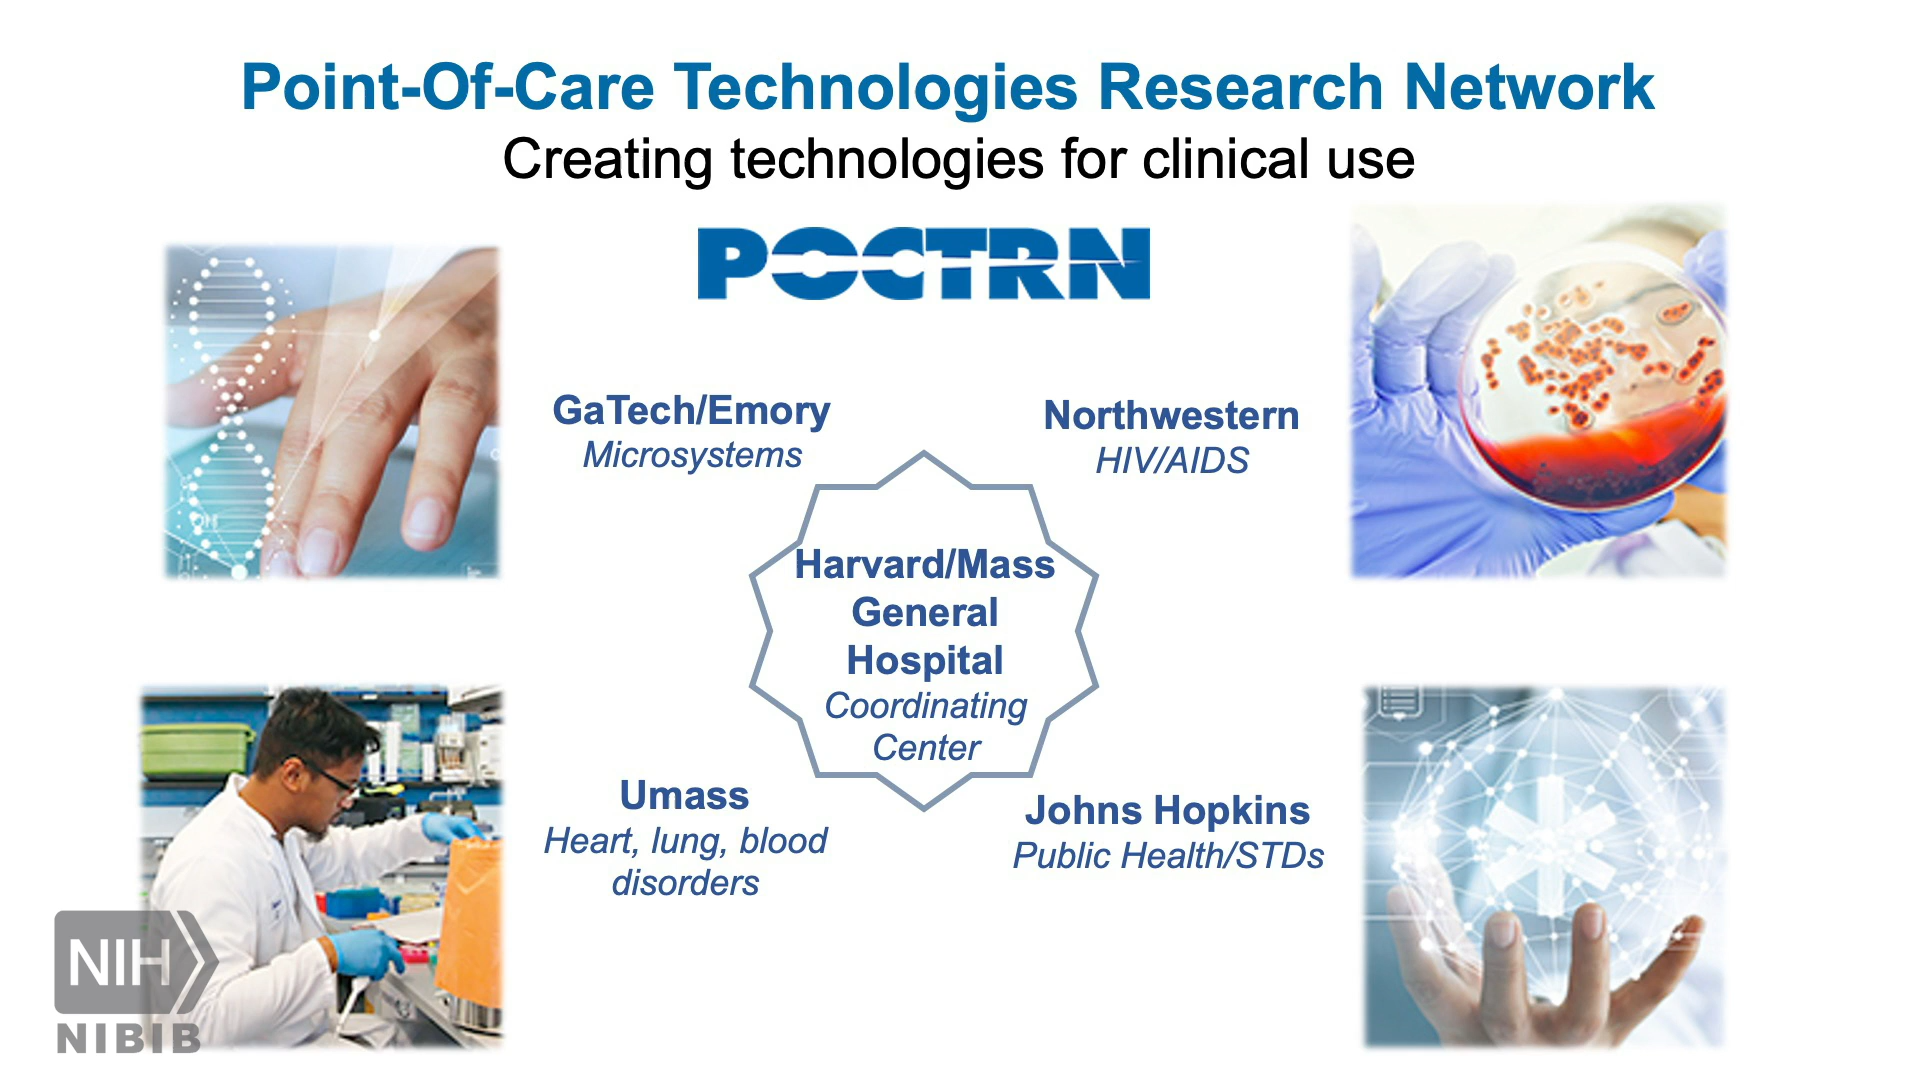 Point-Of-Care Technologies Research Network
Creating technologies for clinical use
POCTRN
GaTech/Emory
Microsystems
Northwestern
HIV/AIDS
Harvard/Mass
General
Hospital
Coordinating
Center
Umass
Heart, lung, blood
disorders
Johns Hopkins
Public Health/STDs
OH
NIH
NIBIB